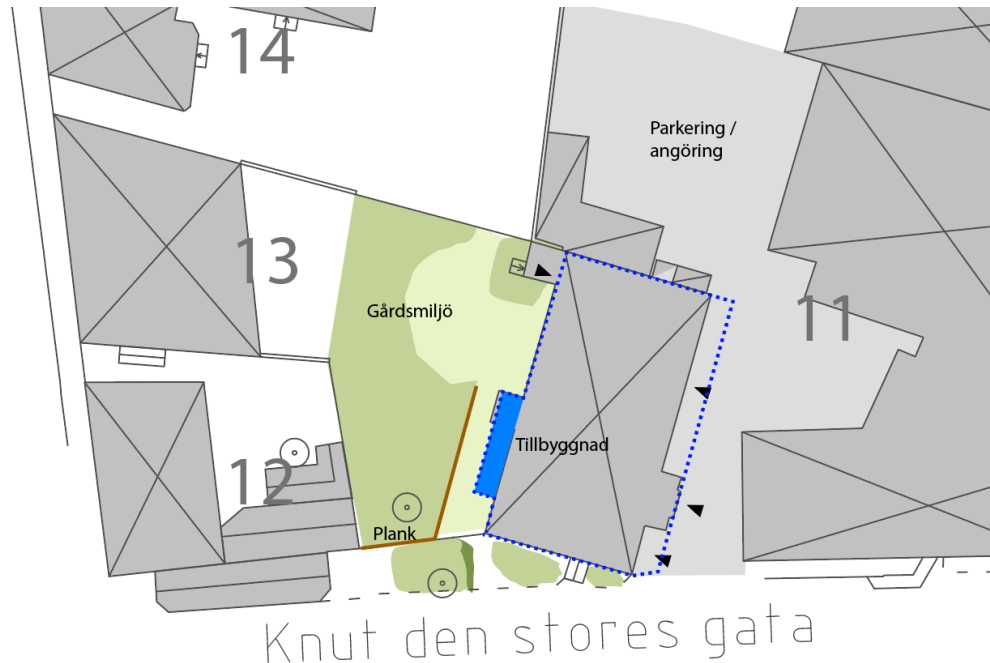 14
Parkering /
angöring
13
Gårdsmiljö
11
Tillbyggnad
12
Plank
Knut den stores gata